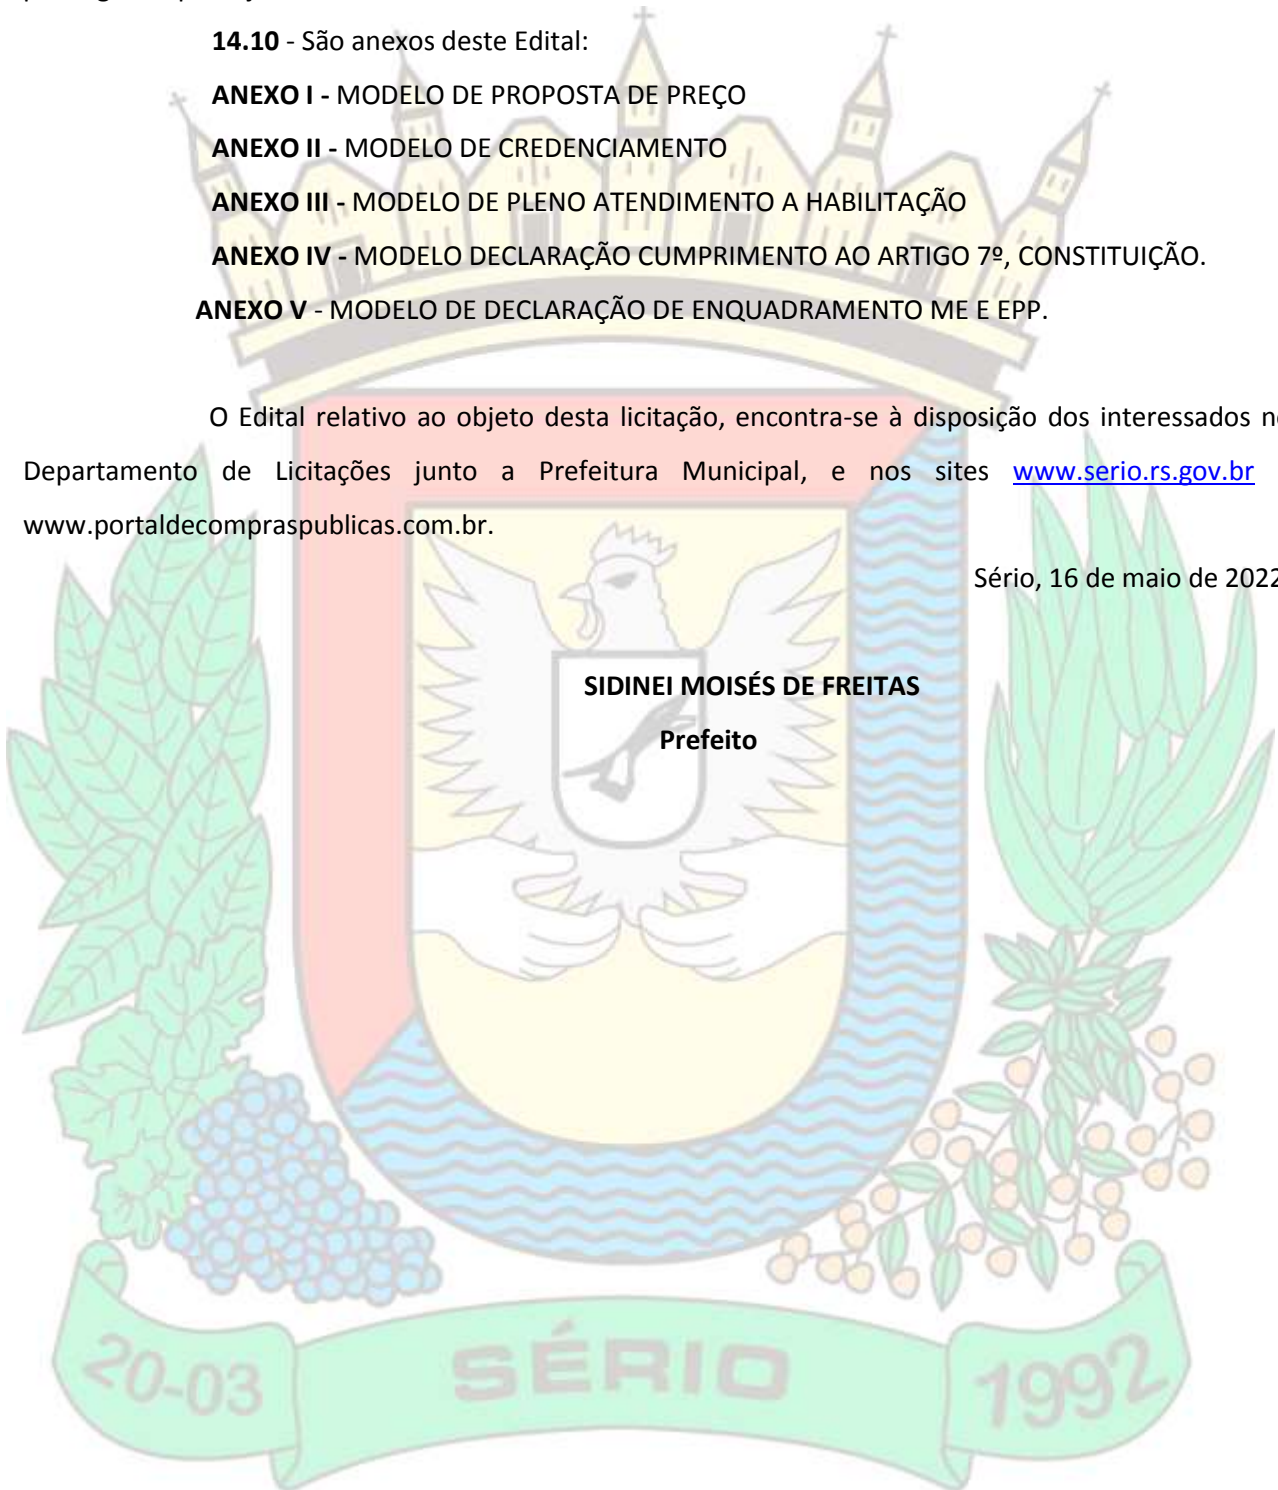 14.10 - São anexos deste Edital:
ANEXO I - MODELO DE PROPOSTA DE PREÇO
ANEXO II - MODELO DE CREDENCIAMENTO
ANEXO III - MODELO DE PLENO ATENDIMENTO A HABILITAÇÃO
ANEXO IV - MODELO DECLARAÇÃO CUMPRIMENTO AO ARTIGO 7º, CONSTITUIÇÃO.
ANEXO V - MODELO DE DECLARAÇÃO DE ENQUADRAMENTO ME E EPP.
O Edital relativo ao objeto desta licitação, encontra-se à disposição dos interessados
Departamento de Licitações junto a Prefeitura Municipal, e nos sites www.serio.rs.gov.br
www.portaldecompraspublicas.com.br.
Sério, 16 de maio de 2022
SIDINEI MOISÉS DE FREITAS
Prefeito
20-03 SÉRIO 1992